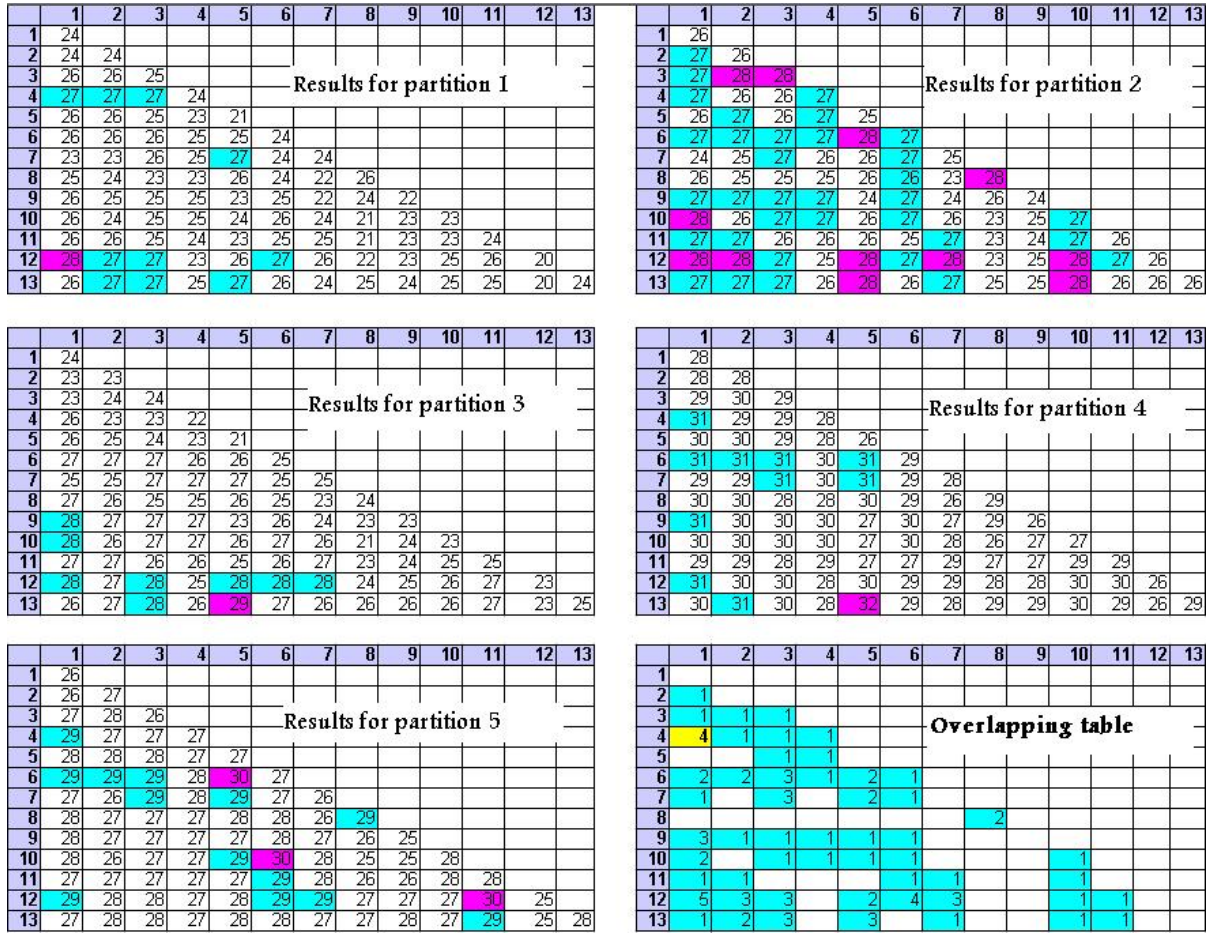 1 2 3 4 5 6 7 8 9 10 11 12 13
1 24
2 24 24
3 26 26 25
Results for partition 1
4 27 27 27 24
5 26 26 25 23 21
6 26 26 26 25 25 24
7 23 23 26 25 27 24 24
8 25 24 23 23 26 24 22 26
9 26 25 25 25 23 25 22 24 22
10 26 24 25 25 24 26 24 21 23 23
11 26 26 25 24 23 25 25 21 23 23 24
12 28 27 27 23 26 27 26 22 23 25 26 20
13 26 27 27 25 27 26 24 25 24 25 25 20 24
1 2 3 4 5 6 7 8 9 10 11 12 13
1 26
2 27 26
3 27 28 28
Results for partition 2
4 27 26 26 27
5 26 27 26 27 25
6 27 27 27 27 28 27
7 24 25 27 26 26 27 25
8 26 25 25 25 26 26 23 28
9 27 27 27 27 24 27 24 26 24
10 28 26 27 27 26 27 26 23 25 27
11 27 27 26 26 26 25 27 23 24 27 26
12 28 28 27 25 28 27 28 23 25 28 27 26
13 27 27 27 26 28 26 27 25 25 28 26 26 26
1 2 3 4 5 6 7 8 9 10 11 12 13
1 24
2 23 23
3 23 24 24
Results for partition 3
4 26 23 23 22
5 26 25 24 23 21
6 27 27 27 26 26 25
7 25 25 27 27 27 25 25
8 27 26 25 25 26 25 23 24
9 28 27 27 27 23 26 24 23 23
10 28 26 27 27 26 27 26 21 24 23
11 27 27 26 26 25 26 27 23 24 25 25
12 28 27 28 25 28 28 28 24 25 26 27 23
13 26 27 28 26 29 27 26 26 26 26 27 23 25
1 2 3 4 5 6 7 8 9 10 11 12 13
1 28
2 28 28
3 29 30 29
Results for partition 4
4 31 29 29 28
5 30 30 29 28 26
6 31 31 31 30 31 29
7 29 29 31 30 31 29 28
8 30 30 28 28 30 29 26 29
9 31 30 30 30 27 30 27 29 26
10 30 30 30 30 27 30 28 26 27 27
11 29 29 28 29 27 27 29 27 27 29 29
12 31 30 30 28 30 29 29 28 28 30 30 26
13 30 31 30 28 32 29 28 29 29 30 29 26 29
1 2 3 4 5 6 7 8 9 10 11 12 13
1 26
2 26 27
3 27 28 26
Results for partition 5
4 29 27 27 27
5 28 28 28 27 27
6 29 29 29 28 30 27
7 27 26 29 28 29 27 26
8 28 27 27 27 28 28 26 29
9 28 27 27 27 27 28 27 26 25
10 28 26 27 27 29 30 28 25 25 28
11 27 27 27 27 27 29 28 26 26 28 28
12 29 28 28 27 28 29 29 27 27 27 30 25
13 27 28 28 27 28 28 27 28 28 27 29 25 28
1 2 3 4 5 6 7 8 9 10 11 12 13
1
2 1
3 1 1 1
Overlapping table
4 4 1 1 1
5 1 1
6 2 2 3 1 2 1
7 1 3 2 1
8 2
9 3 1 1 1 1 1
10 2 1 1 1 1 1
11 1 1 1 1 1
12 5 3 3 2 4 3 1 1
13 1 2 3 3 1 1 1